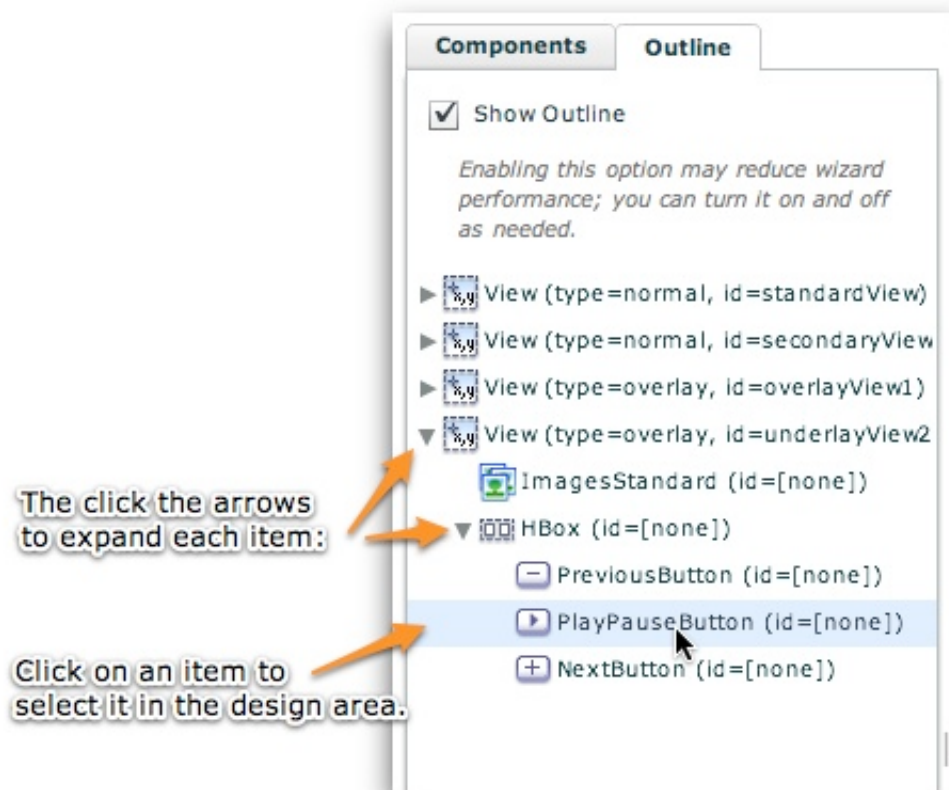 Components
Outline
Show Outline
Enabling this option may reduce wizard
performance; you can turn it on and off
as needed.
View (type=normal, id=standardView)
View (type=normal, id=secondaryView
View (type=overlay, id=overlayView1)
View (type=overlay, id=underlayView2
ImagesStandard (id=[none])
The click the arrows
to expand each item:
HBox (id=[none])
PreviousButton (id=[none])
PlayPauseButton (id=[none])
Click on an item to
select it in the design area.
NextButton (id=[none])